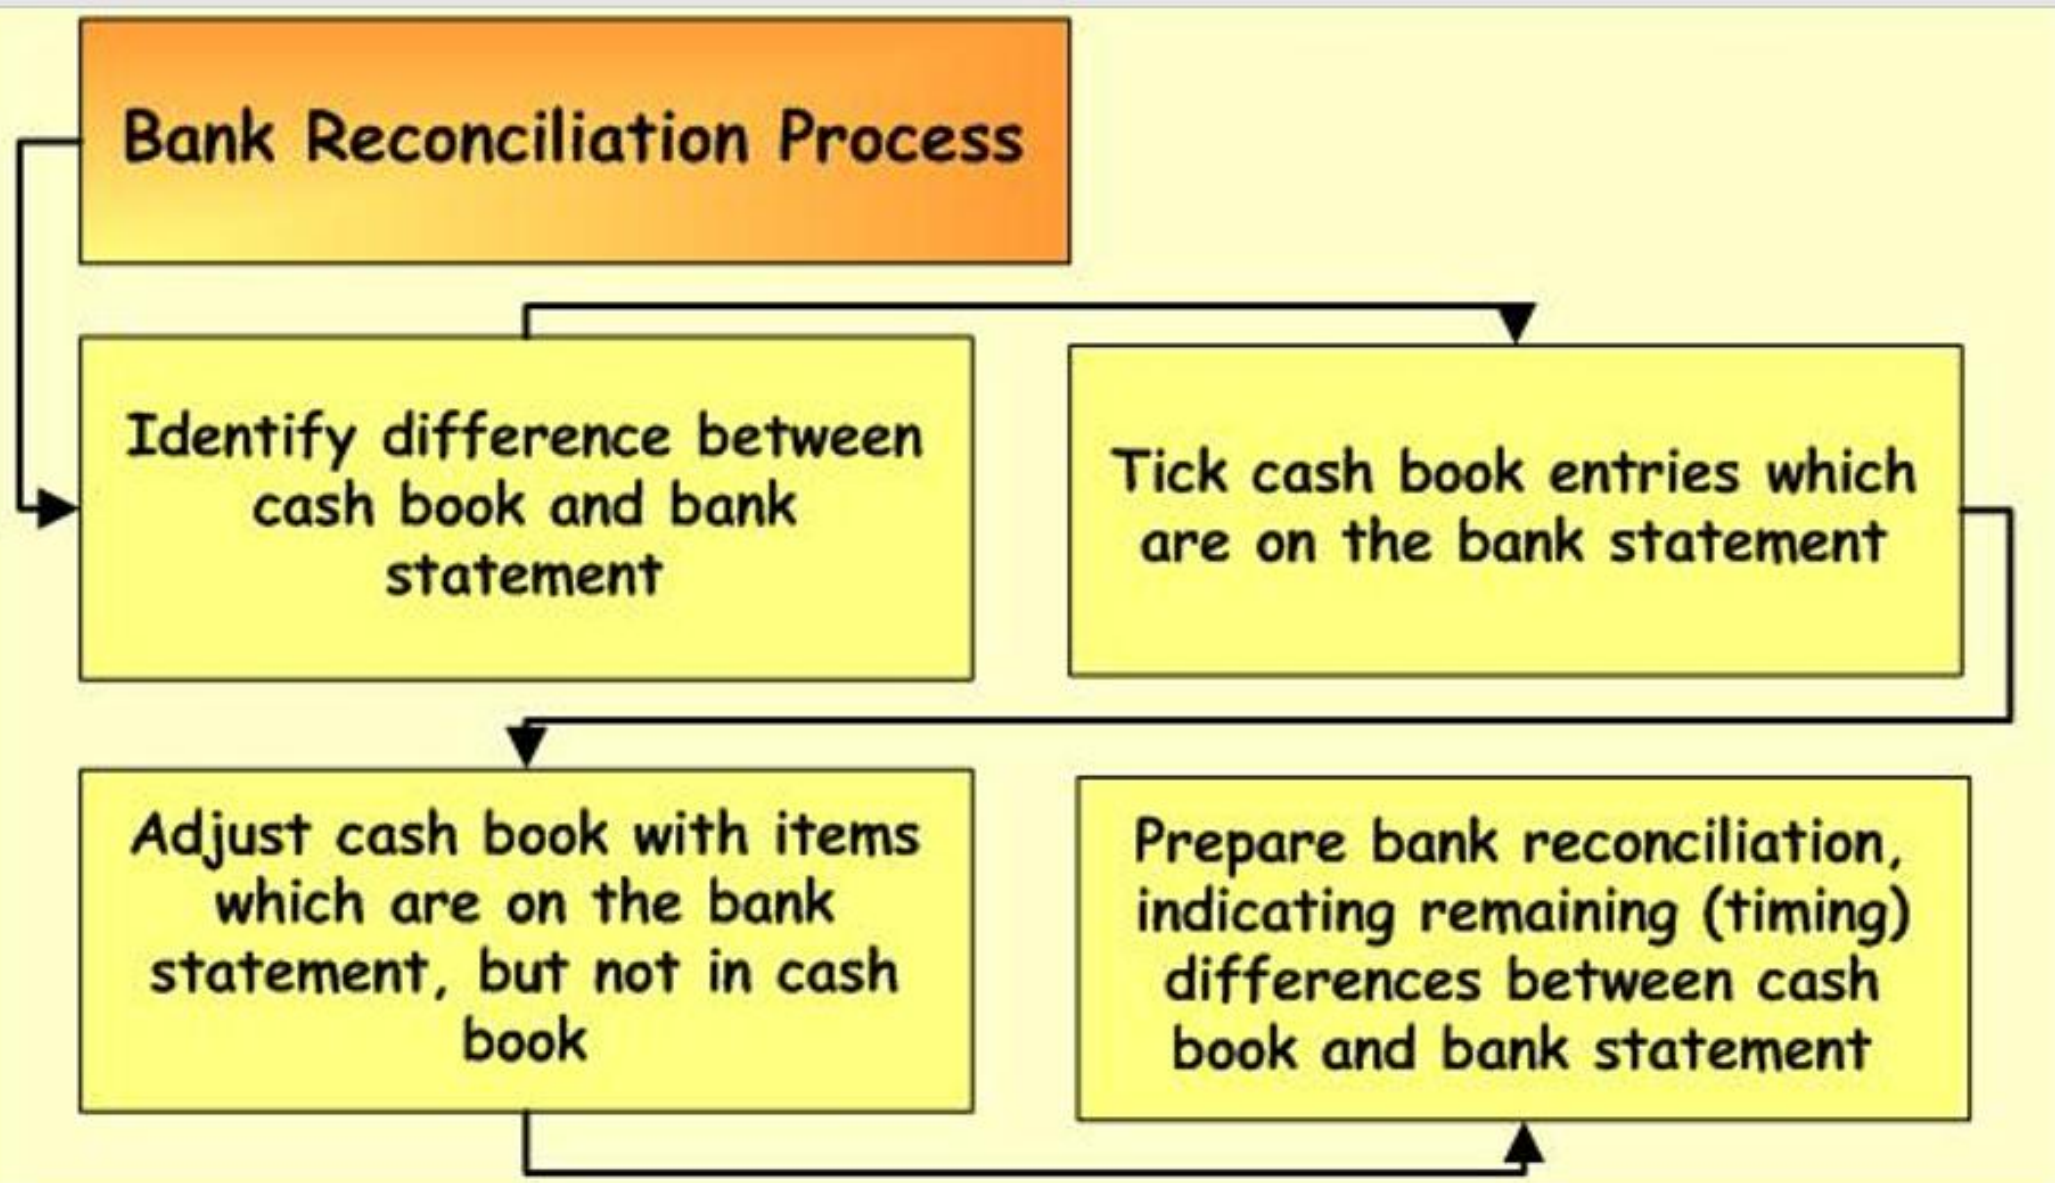 Bank Reconciliation Process
Identify difference between
cash book and bank
statement
Tick cash book entries which
are on the bank statement
Adjust cash book with items
which are on the bank
statement, but not in cash
book
Prepare bank reconciliation,
indicating remaining (timing)
differences between cash
book and bank statement